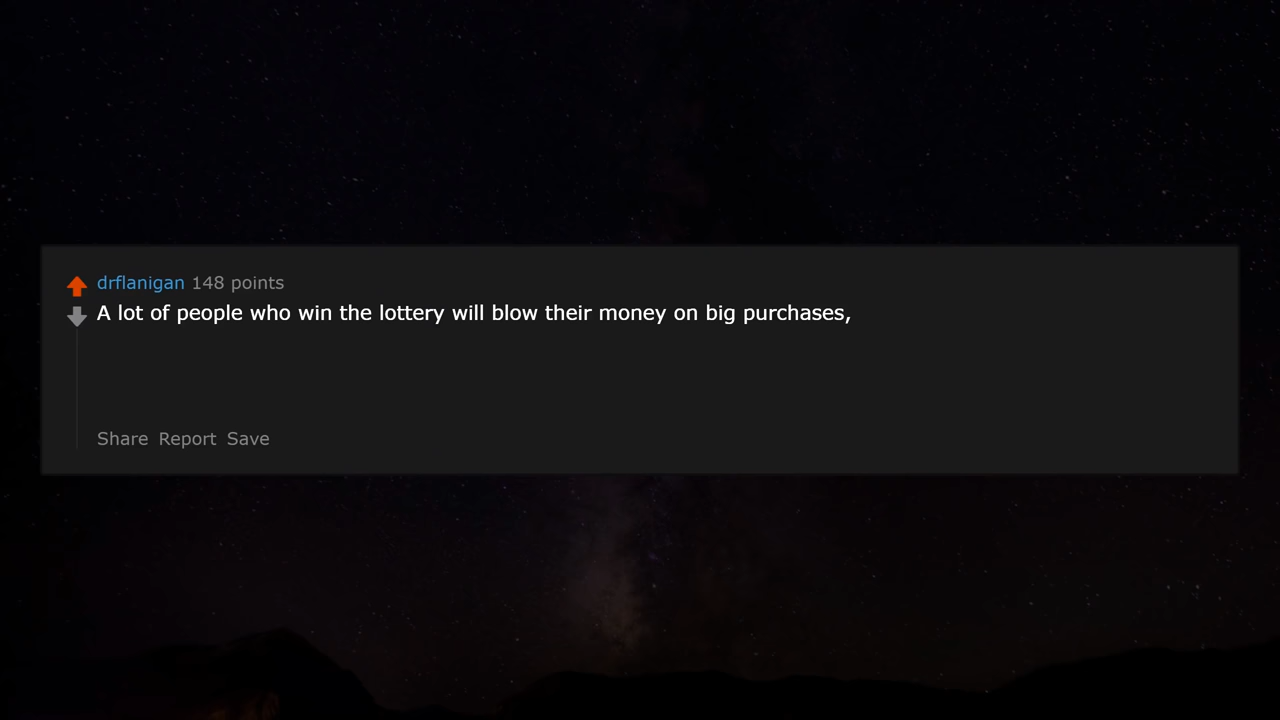 drflanigan 148 points
A lot of people who win the lottery will blow their money on big purchases,
Share Report Save